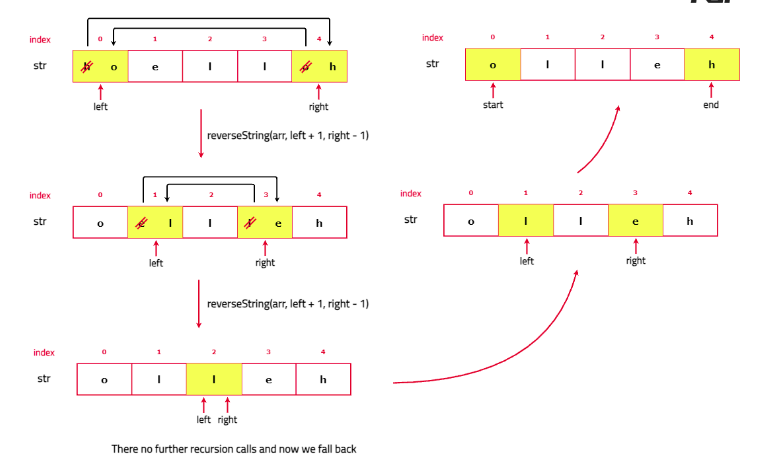 index 0 1 2 3 4
str h o e l l o h
left right
reverseString(arr, left + 1, right - 1)
index 0 1 2 3 4
str o e l l l e h
left right
reverseString(arr, left + 1, right - 1)
index 0 1 2 3 4
str o l l e h
left right
There no further recursion calls and now we fall back
index 0 1 2 3 4
str o l l e h
left right
index 0 1 2 3 4
str o l l e h
start end